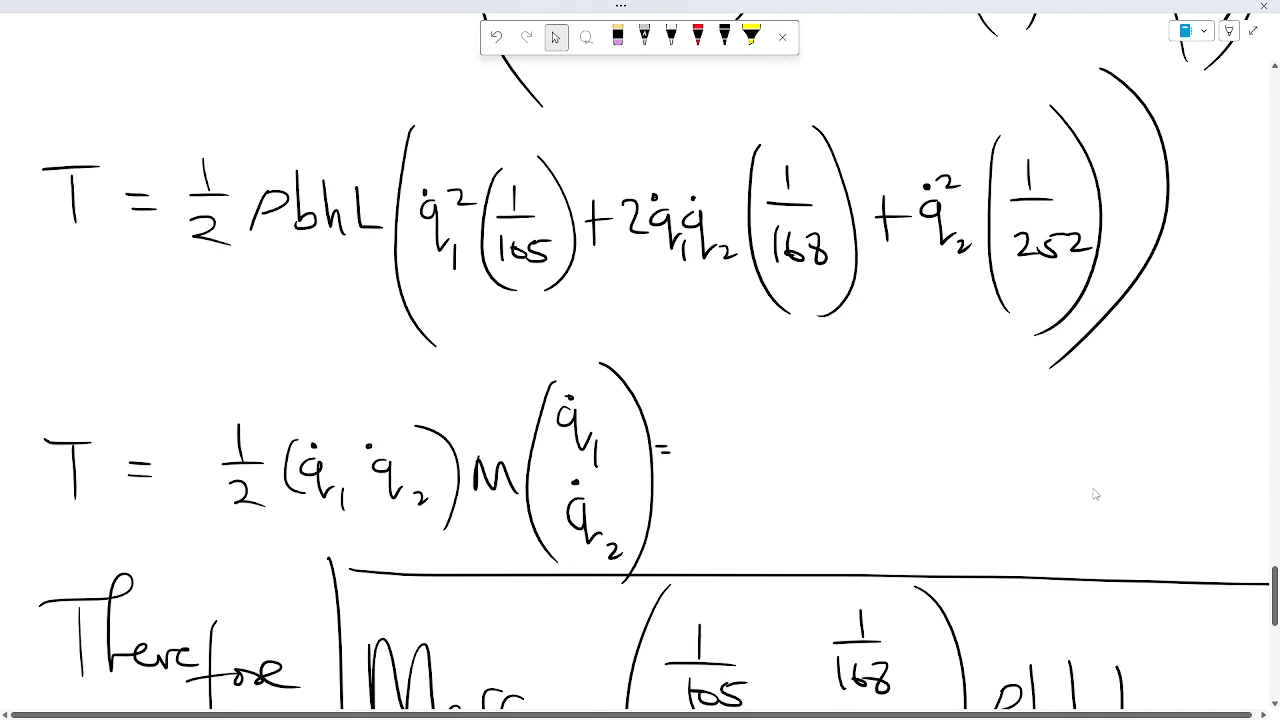 T = 1/2 ρbhL (q̇₁² (1/105) + 2q̇₁q̇₂ (1/168) + q̇₂² (1/252))
T = 1/2 (q̇₁ q̇₂) M (q̇₁ q̇₂) =
Therefore
1/105 1/168